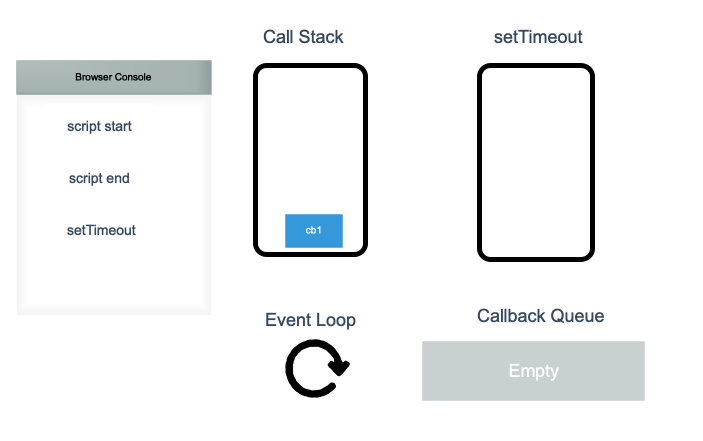 Call Stack
setTimeout
Browser Console
script start
script end
setTimeout
cb1
Event Loop
Callback Queue
Empty